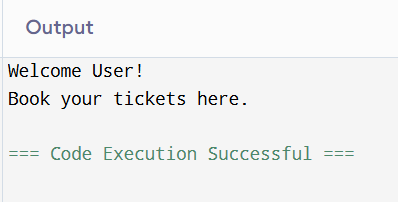 Output
Welcome User!
Book your tickets here.
=== Code Execution Successful ===